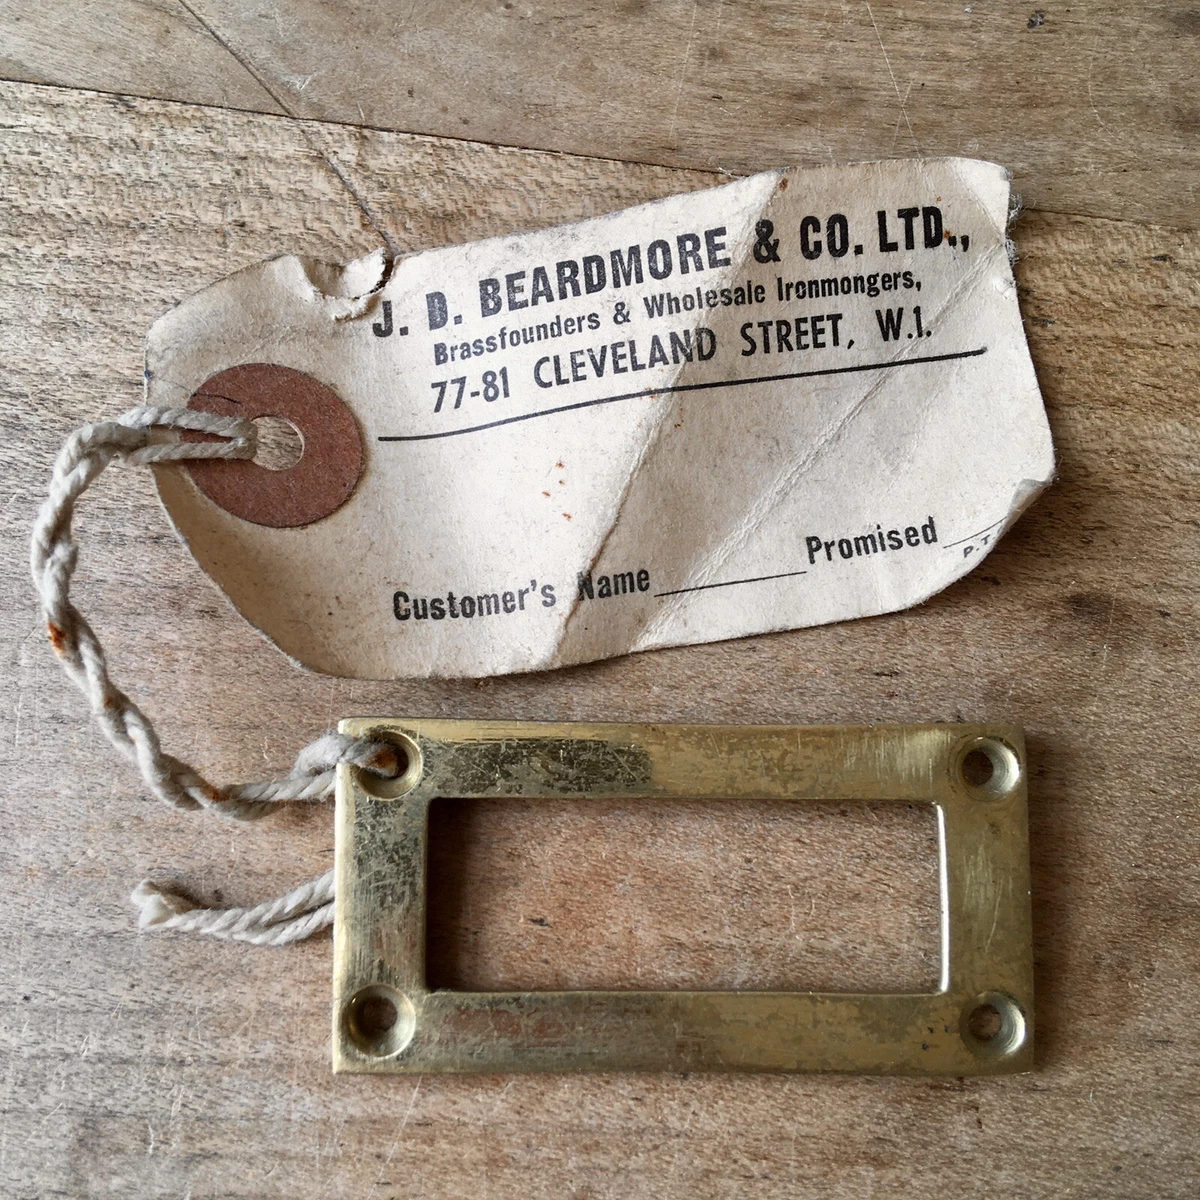 J. D. BEARDMORE & CO. LTD.,
Brassfounders & Wholesale Ironmongers,
77-81 CLEVELAND STREET, W.1.
Customer's Name Promised
P.T.